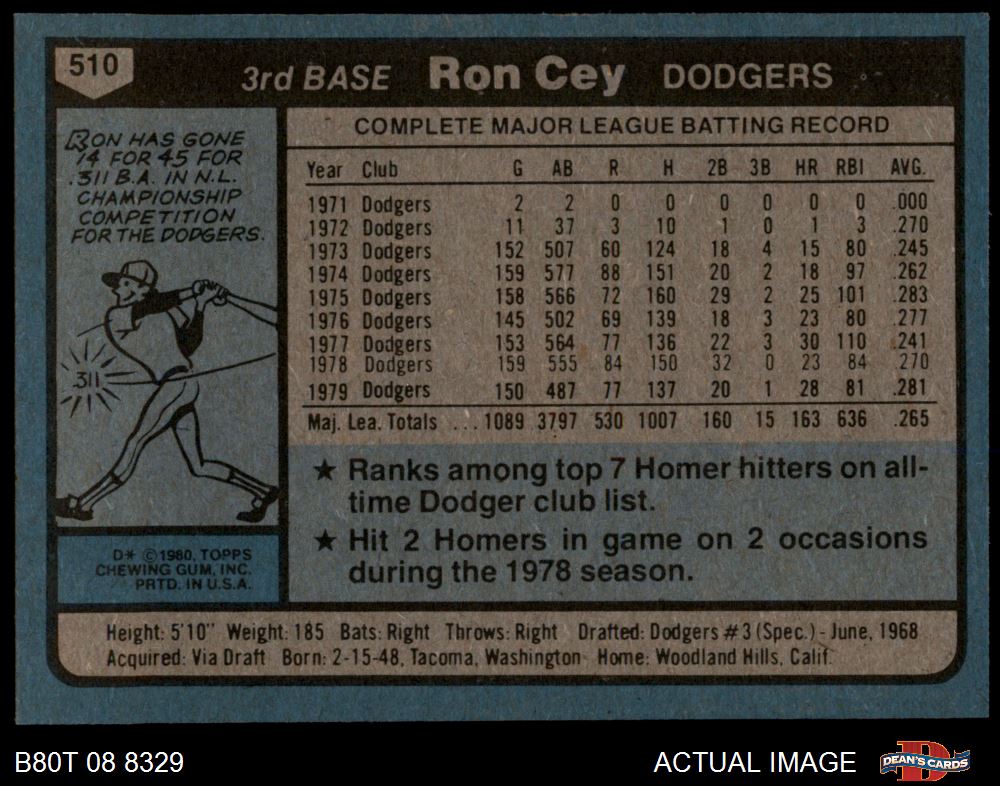 510
3rd BASE Ron Cey DODGERS
RON HAS GONE
14 FOR 45 FOR
.311 B.A. IN N.L.
CHAMPIONSHIP
COMPETITION
FOR THE DODGERS.
.311
D* ©1980, TOPPS
CHEWING GUM, INC.
PRTD. IN U.S.A.
COMPLETE MAJOR LEAGUE BATTING RECORD
Year Club G AB R H 2B 3B HR RBI AVG.
1971 Dodgers 2 2 0 0 0 0 0 0 .000
1972 Dodgers 11 37 3 10 1 0 1 3 .270
1973 Dodgers 152 507 60 124 18 4 15 80 .245
1974 Dodgers 159 577 88 151 20 2 18 97 .262
1975 Dodgers 158 566 72 160 29 2 25 101 .283
1976 Dodgers 145 502 69 139 18 3 23 80 .277
1977 Dodgers 153 564 77 136 22 3 30 110 .241
1978 Dodgers 159 555 84 150 32 0 23 84 .270
1979 Dodgers 150 487 77 137 20 1 28 81 .281
Maj. Lea. Totals ... 1089 3797 530 1007 160 15 163 636 .265
★ Ranks among top 7 Homer hitters on all-
time Dodger club list.
★ Hit 2 Homers in game on 2 occasions
during the 1978 season.
Height: 5'10" Weight: 185 Bats: Right Throws: Right Drafted: Dodgers #3 (Spec.) - June, 1968
Acquired: Via Draft Born: 2-15-48, Tacoma, Washington Home: Woodland Hills, Calif.
B80T 08 8329 ACTUAL IMAGE
DEAN'S CARDS